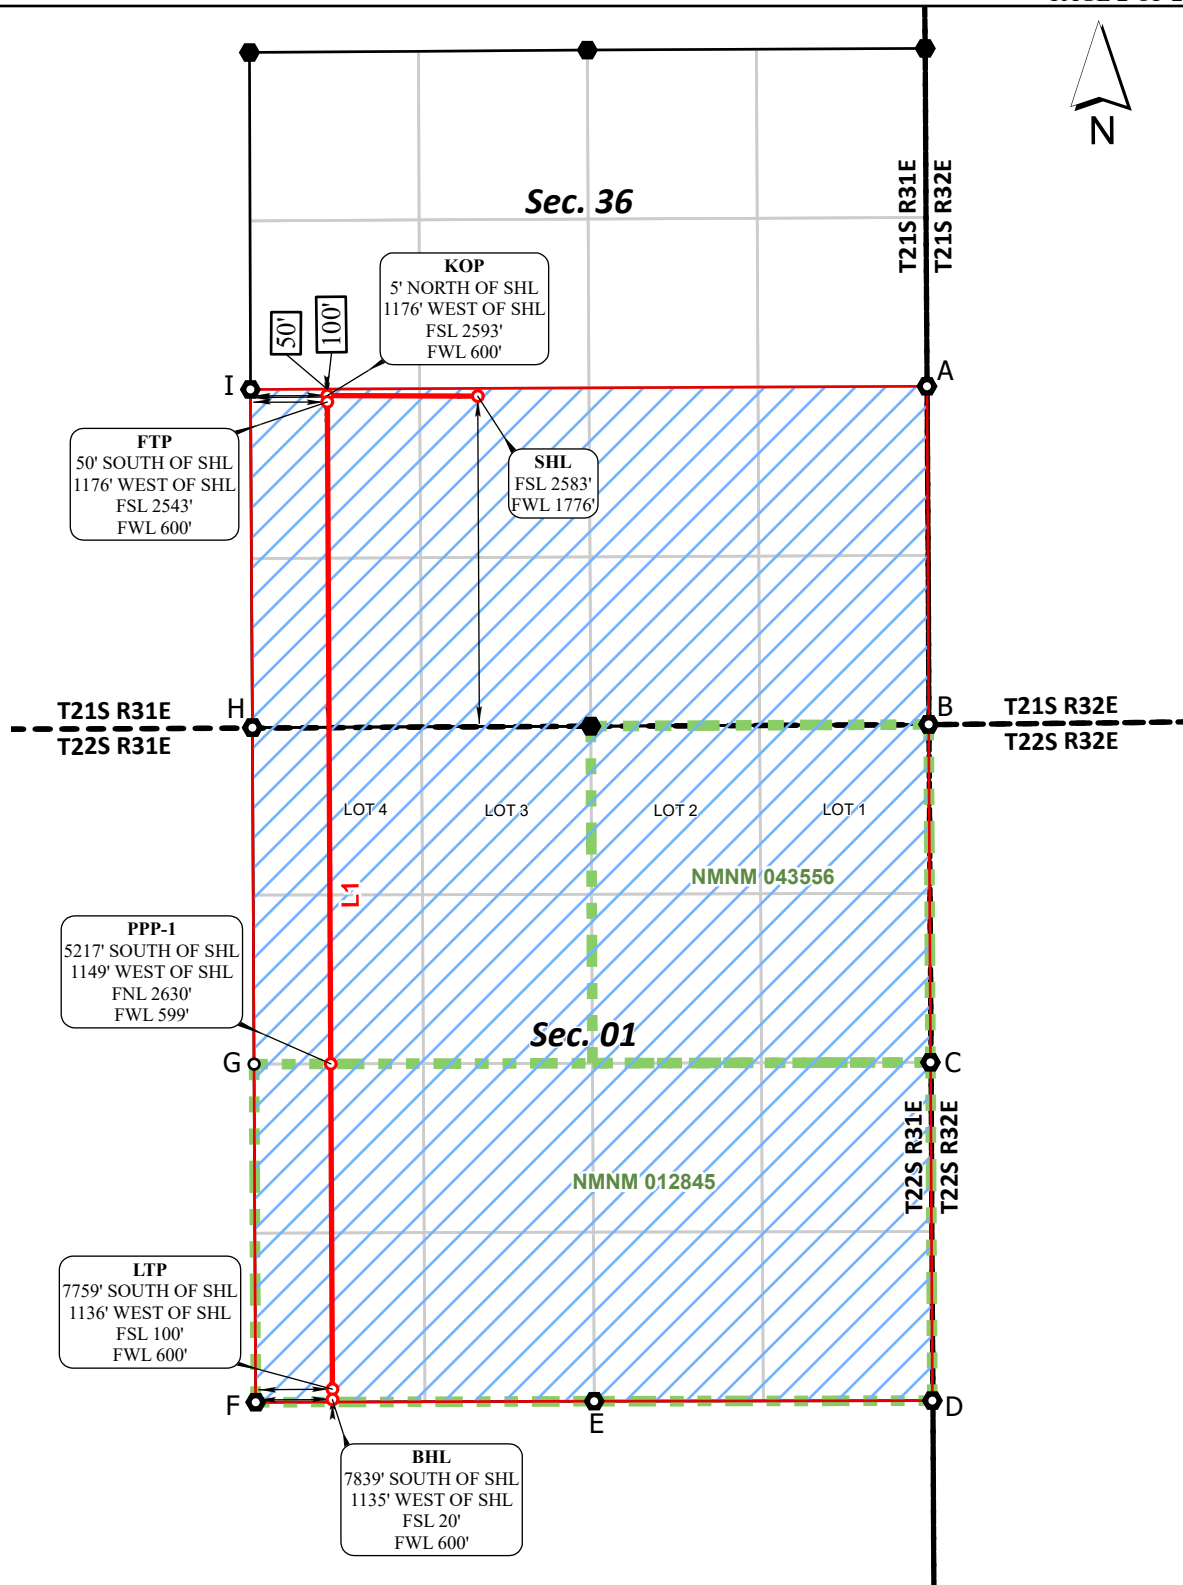 N
T21S R31E
T21S R32E
Sec. 36
KOP
5' NORTH OF SHL
1176' WEST OF SHL
FSL 2593'
FWL 600'
50'
100'
I
A
FTP
50' SOUTH OF SHL
1176' WEST OF SHL
FSL 2543'
FWL 600'
SHL
FSL 2583'
FWL 1776'
T21S R31E
H
T22S R31E
B
T21S R32E
T22S R32E
LOT 4
LOT 3
LOT 2
LOT 1
NMNM 043556
L1
PPP-1
5217' SOUTH OF SHL
1149' WEST OF SHL
FNL 2630'
FWL 599'
Sec. 01
G
C
T22S R31E
T22S R32E
NMNM 012845
LTP
7759' SOUTH OF SHL
1136' WEST OF SHL
FSL 100'
FWL 600'
F
E
D
BHL
7839' SOUTH OF SHL
1135' WEST OF SHL
FSL 20'
FWL 600'